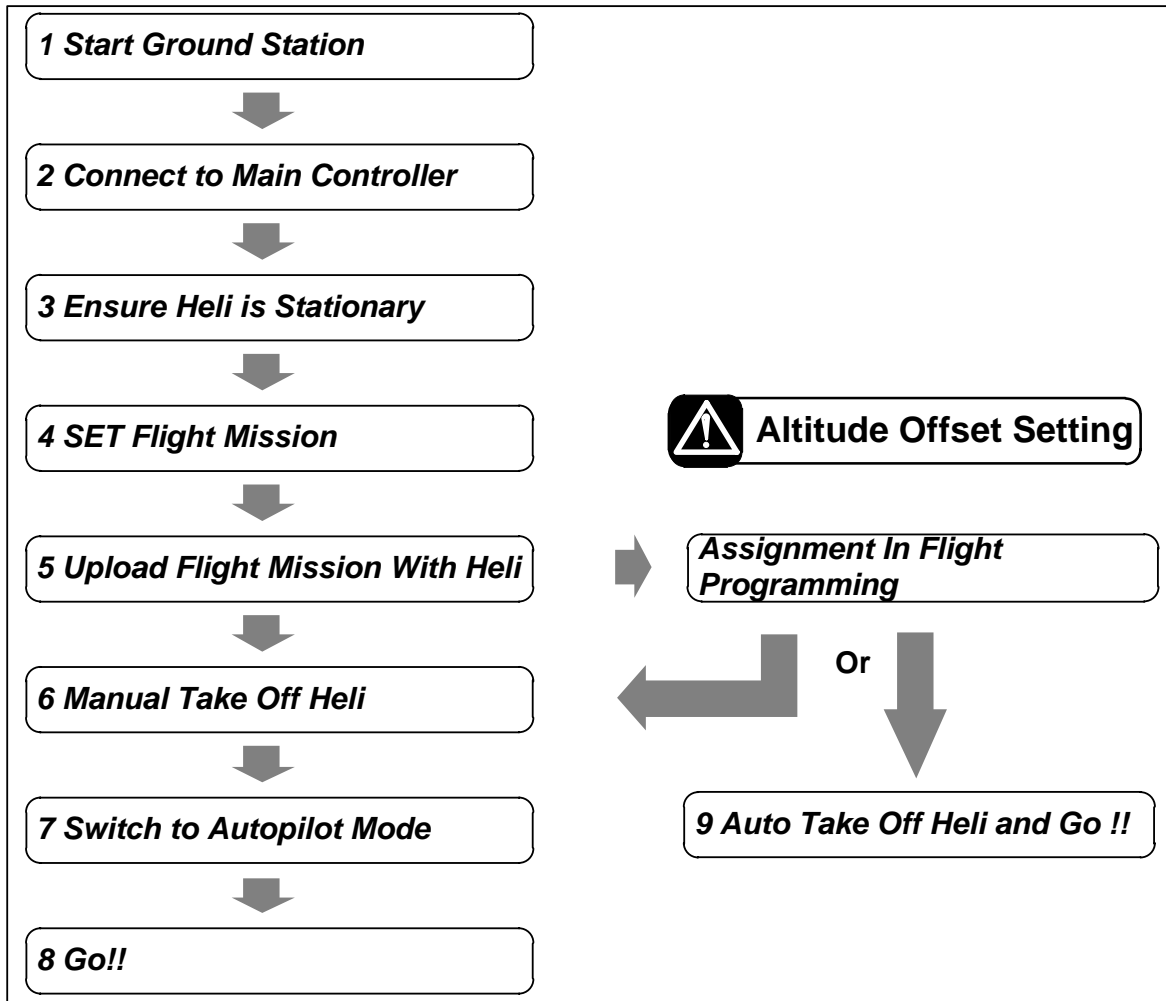 1 Start Ground Station
2 Connect to Main Controller
3 Ensure Heli is Stationary
4 SET Flight Mission
Altitude Offset Setting
5 Upload Flight Mission With Heli
Assignment In Flight
Programming
Or
6 Manual Take Off Heli
7 Switch to Autopilot Mode
9 Auto Take Off Heli and Go !!
8 Go!!